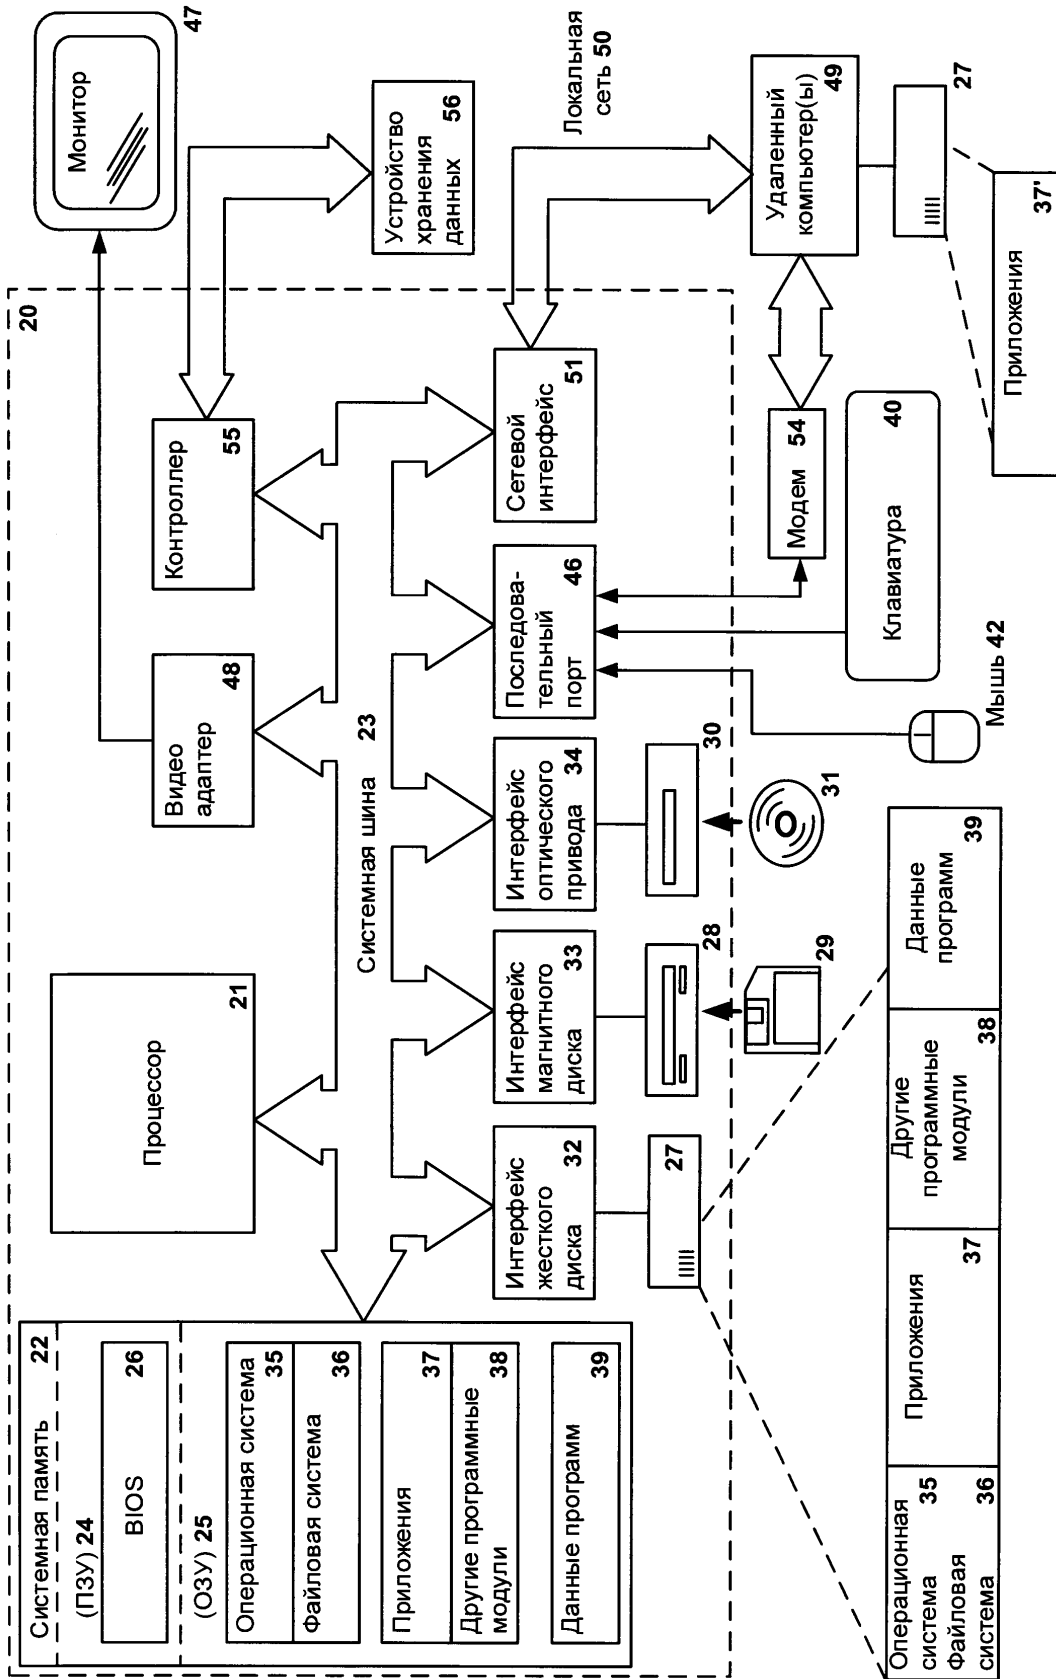 20
Системная память 22
(ПЗУ) 24
BIOS 26
(ОЗУ) 25
Операционная система 35
Файловая система 36
Приложения 37
Другие программные
модули 38
Данные программ 39
Процессор
21
Видео
адаптер 48
Контроллер
55
Монитор
47
Устройство
хранения
данных 56
Системная шина 23
Интерфейс
жесткого
диска 32
Интерфейс
магнитного
диска 33
Интерфейс
оптического
привода 34
Последова-
тельный
порт 46
Сетевой
интерфейс 51
Локальная
сеть 50
27
28
29
30
31
Мышь 42
Клавиатура
40
Модем 54
Удаленный
компьютер(ы)
49
27
Приложения
37'
Операционная
система 35
Файловая
система 36
Приложения
37
Другие
программные
модули 38
Данные
программ 39